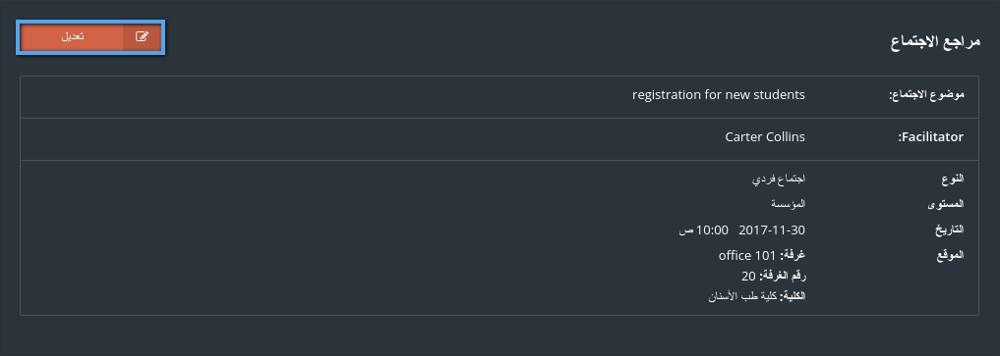 مراجع الاجتماع
تعديل
موضوع الاجتماع: registration for new students
Facilitator: Carter Collins
النوع اجتماع فردي
المستوى المؤسسة
التاريخ 2017-11-30 10:00 ص
الموقع غرفة: office 101
رقم الغرفة: 20
الكلية: كلية طب الأسنان